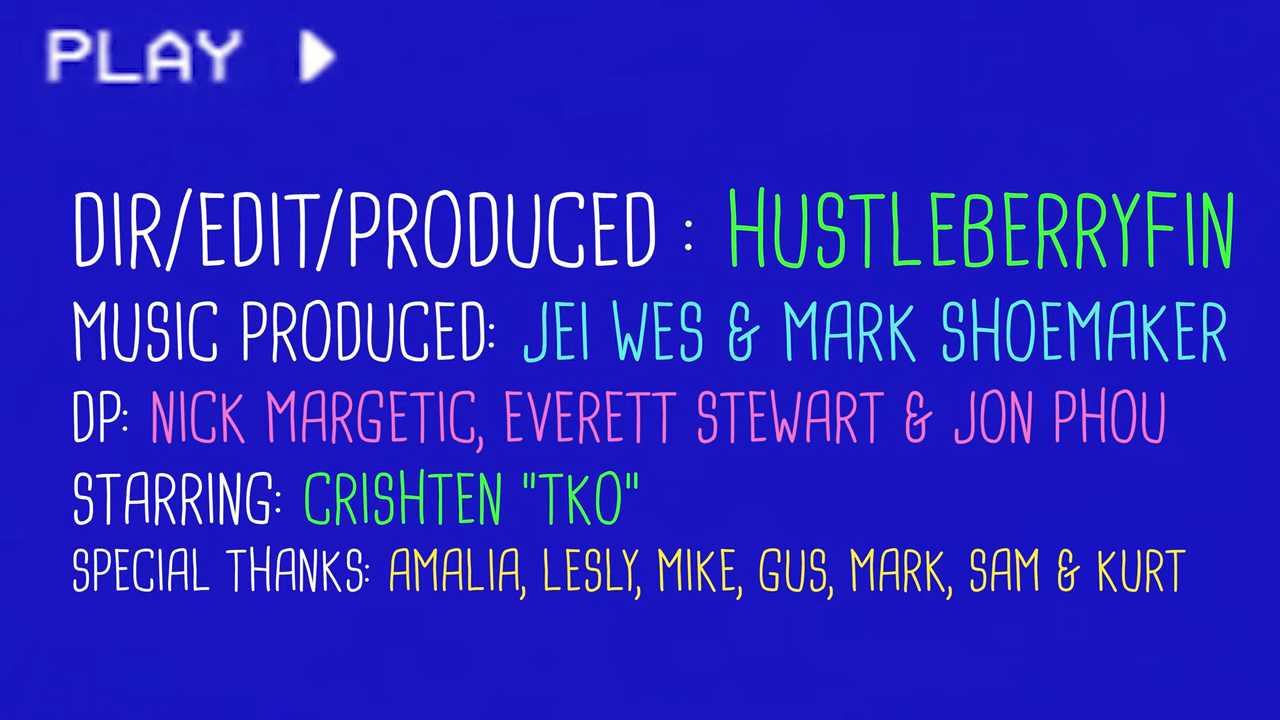 PLAY
DIR/EDIT/PRODUCED : HUSTLEBERRYFIN
MUSIC PRODUCED: JEI WES & MARK SHOEMAKER
DP: NICK MARGETIC, EVERETT STEWART & JON PHOU
STARRING: CRISHTEN "TKO"
SPECIAL THANKS: AMALIA, LESLY, MIKE, GUS, MARK, SAM & KURT